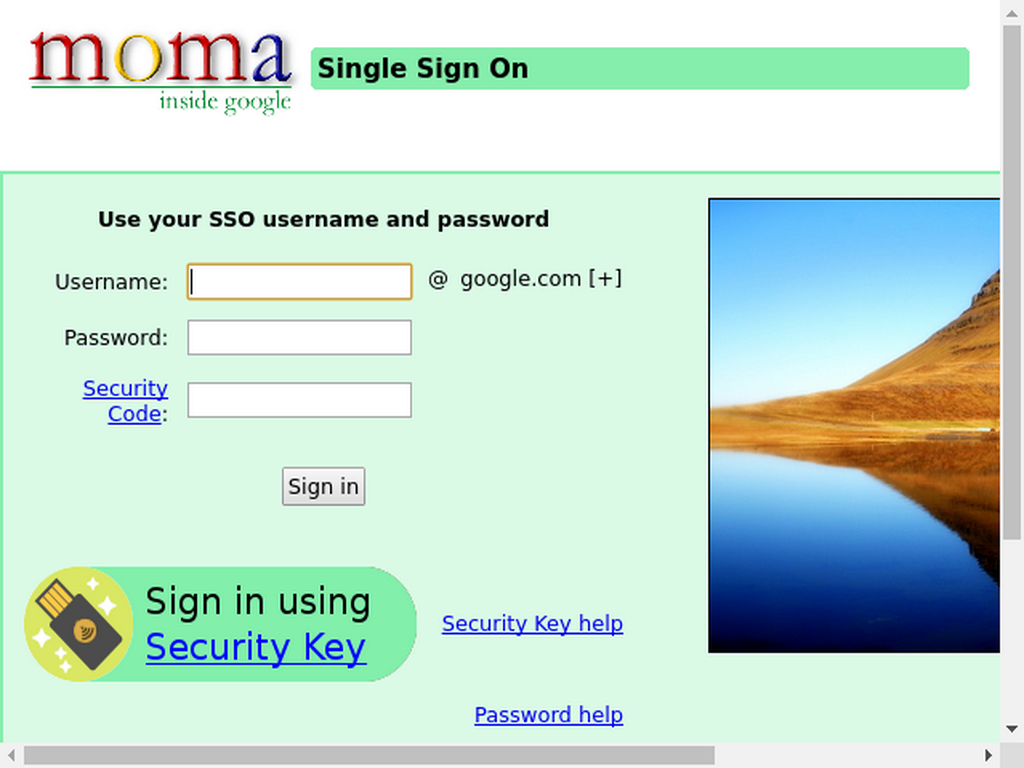 moma
inside google
Single Sign On
Use your SSO username and password
Username:
@ google.com [+]
Password:
Security
Code:
Sign in
Sign in using
Security Key
Security Key help
Password help